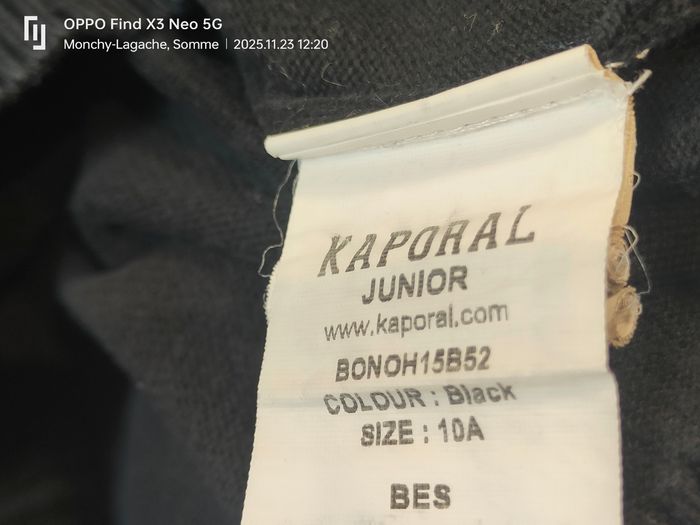 OPPO Find X3 Neo 5G
Monchy-Lagache, Somme | 2025.11.23 12:20
KAPORAL
JUNIOR
www.kaporal.com
BONOH15B52
COLOUR : Black
SIZE : 10A
BES